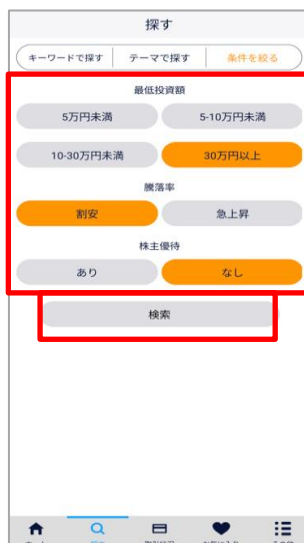 探す
キーワードで探す テーマで探す 条件を絞る
最低投資額
5万円未満 5-10万円未満
10-30万円未満 30万円以上
騰落率
割安 急上昇
株主優待
あり なし
検索